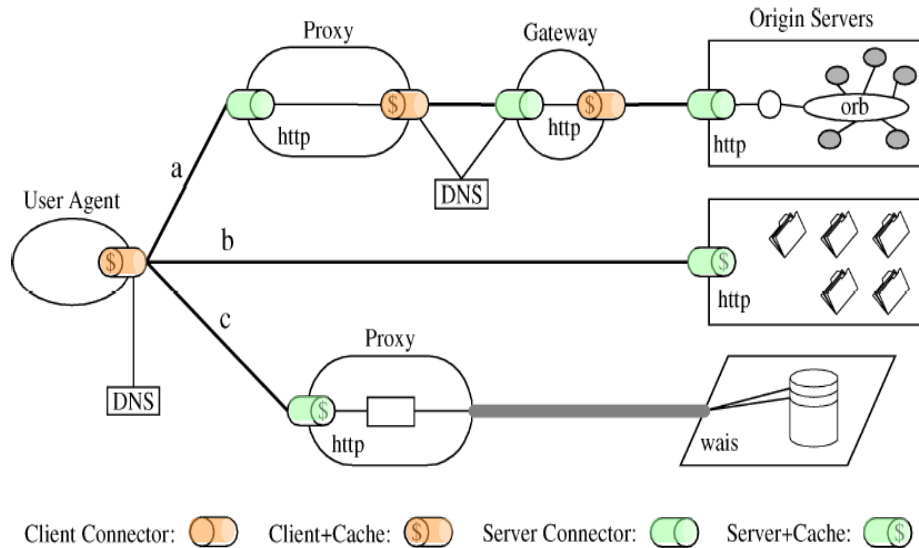 Proxy
Gateway
Origin Servers
$
$
orb
http
http
http
a
DNS
User Agent
$
b
$
http
c
Proxy
DNS
$
http
wais
Client Connector:
Client+Cache: $
Server Connector:
Server+Cache: $